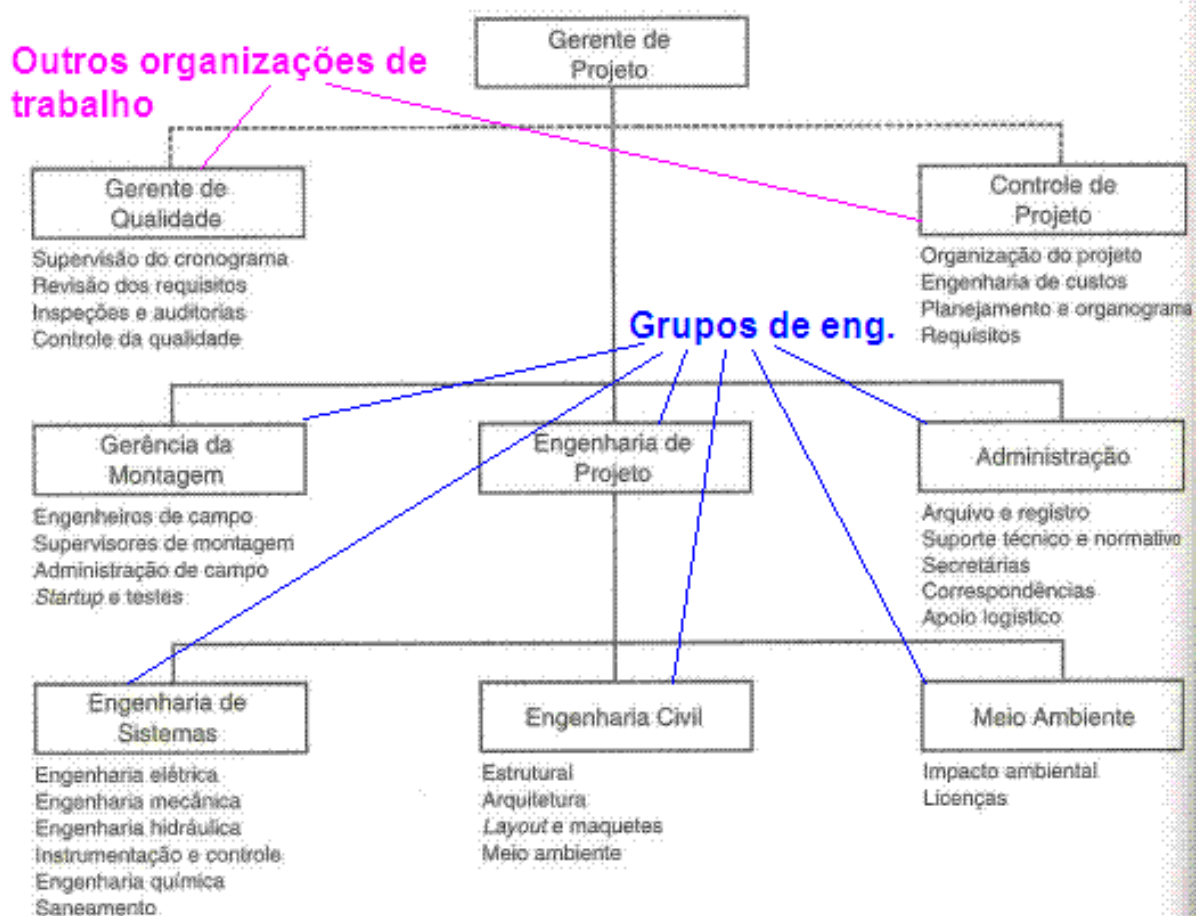 Gerente de
Projeto
Outros organizações de
trabalho
Gerente de
Qualidade
Supervisão do cronograma
Revisão dos requisitos
Inspeções e auditorias
Controle da qualidade
Controle de
Projeto
Organização do projeto
Engenharia de custos
Planejamento e organograma
Requisitos
Grupos de eng.
Gerência da
Montagem
Engenheiros de campo
Supervisores de montagem
Administração de campo
Startup e testes
Engenharia de
Projeto
Administração
Arquivo e registro
Suporte técnico e normativo
Secretárias
Correspondências
Apoio logístico
Engenharia de
Sistemas
Engenharia elétrica
Engenharia mecânica
Engenharia hidráulica
Instrumentação e controle
Engenharia química
Saneamento
Engenharia Civil
Estrutural
Arquitetura
Layout e maquetes
Meio ambiente
Meio Ambiente
Impacto ambiental
Licenças